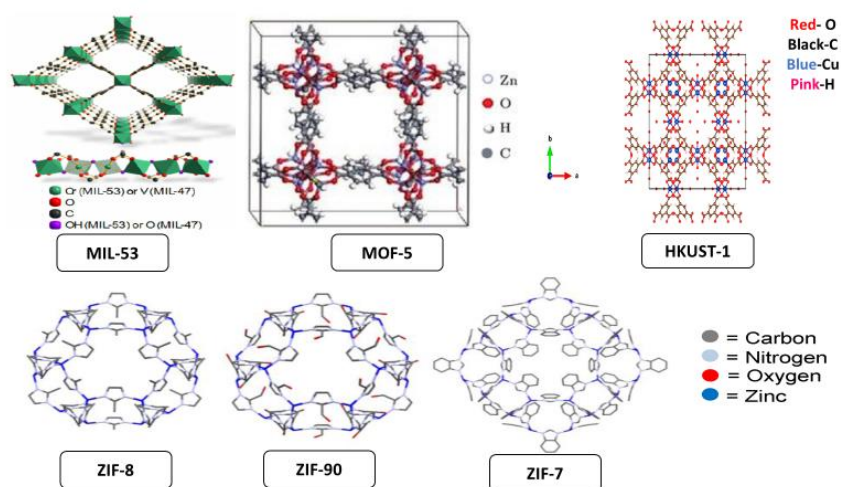 Cr (MIL-53) or V (MIL-47)
O
C
OH (MIL-53) or O (MIL-47)
MIL-53
Zn
O
H
C
MOF-5
b
a
Red- O
Black-C
Blue-Cu
Pink-H
HKUST-1
ZIF-8
ZIF-90
ZIF-7
= Carbon
= Nitrogen
= Oxygen
= Zinc